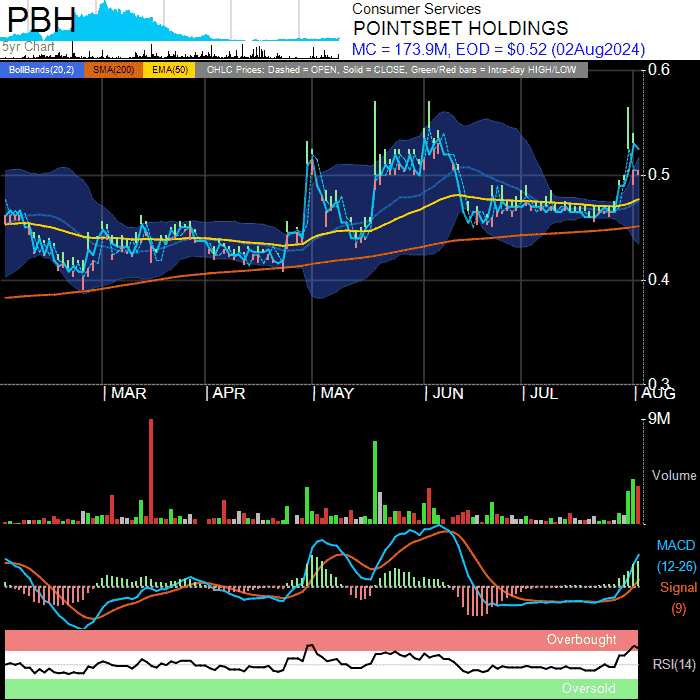 PBH
5yr Chart
Consumer Services
POINTSBET HOLDINGS
MC = 173.9M, EOD = $0.52 (02Aug2024)
BollBands(20,2) SMA(200) EMA(50) OHLC Prices: Dashed = OPEN, Solid = CLOSE, Green/Red bars = Intra-day HIGH/LOW
0.6
0.5
0.4
0.3
MAR APR MAY JUN JUL AUG
9M
Volume
MACD
(12-26)
Signal
(9)
Overbought
RSI(14)
Oversold